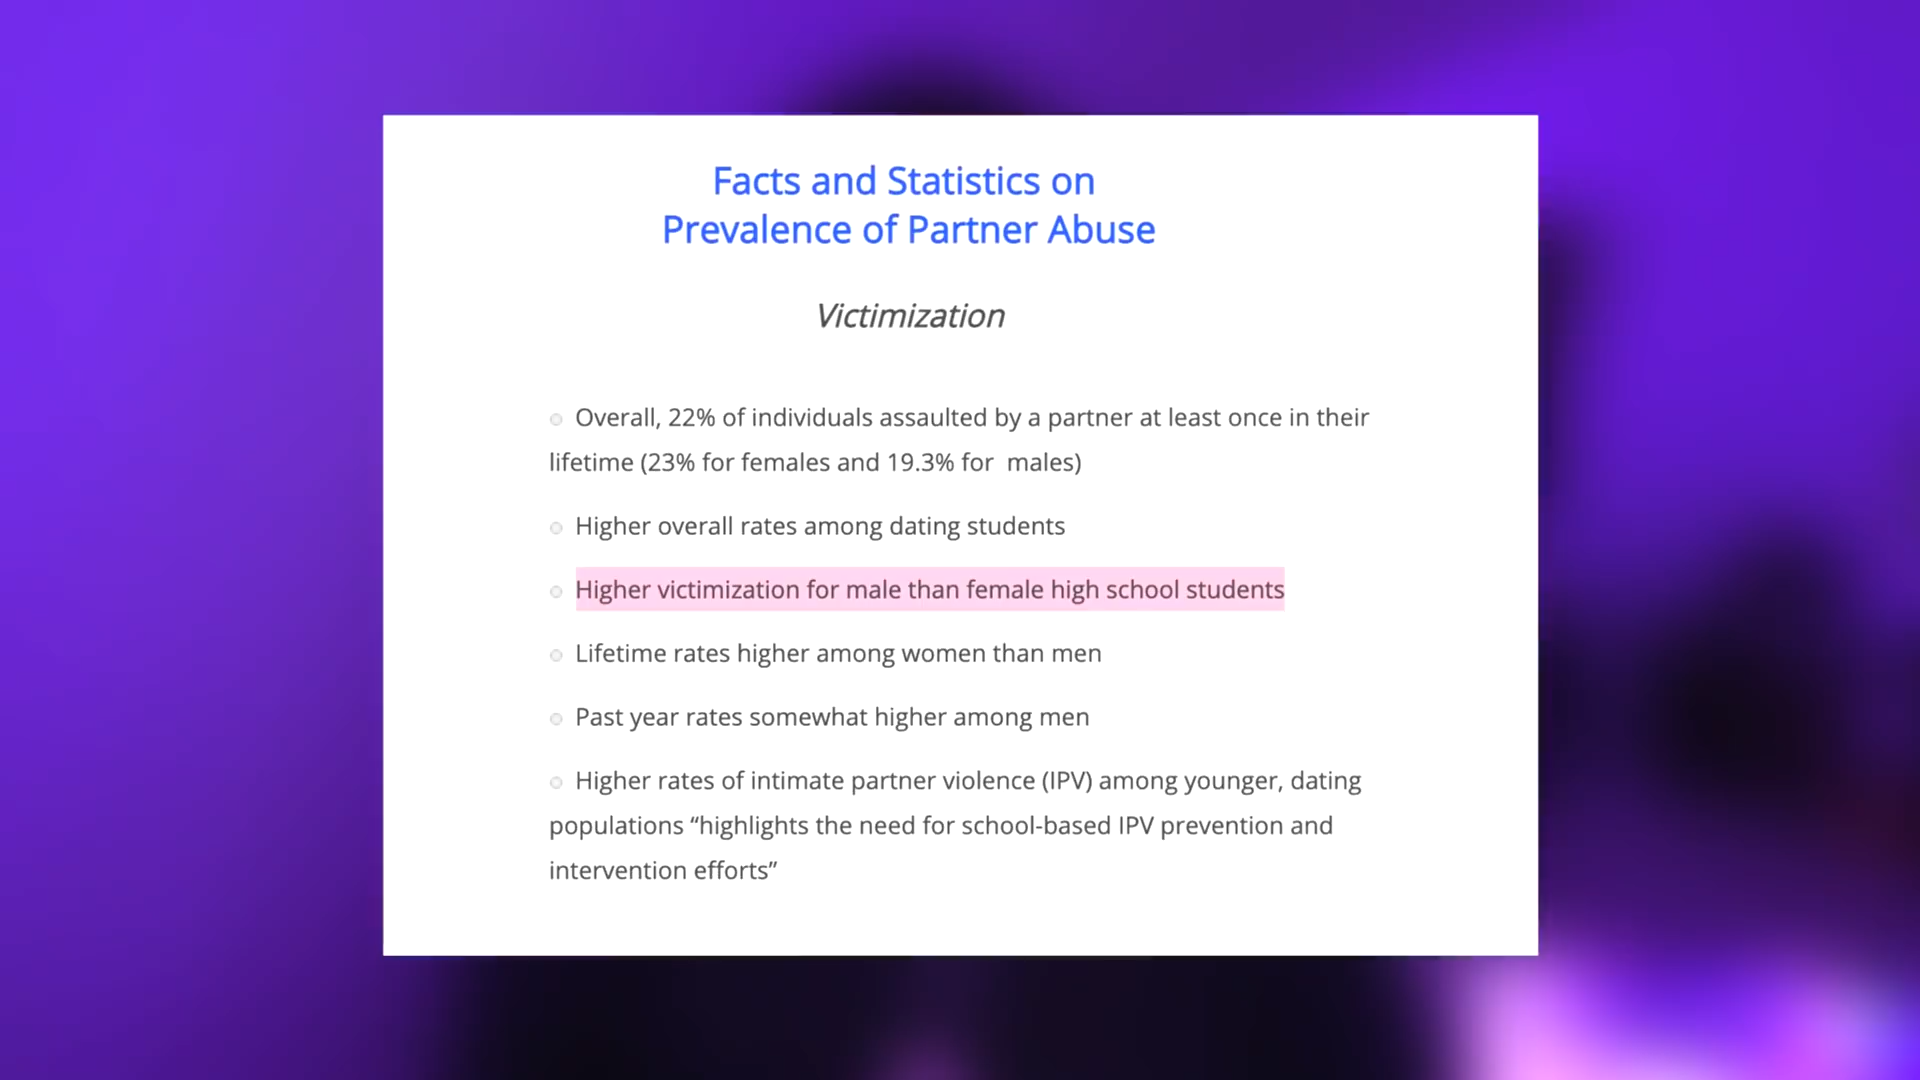 Facts and Statistics on
Prevalence of Partner Abuse
Victimization
Overall, 22% of individuals assaulted by a partner at least once in their
lifetime (23% for females and 19.3% for males)
Higher overall rates among dating students
Higher victimization for male than female high school students
Lifetime rates higher among women than men
Past year rates somewhat higher among men
Higher rates of intimate partner violence (IPV) among younger, dating
populations “highlights the need for school-based IPV prevention and
intervention efforts”